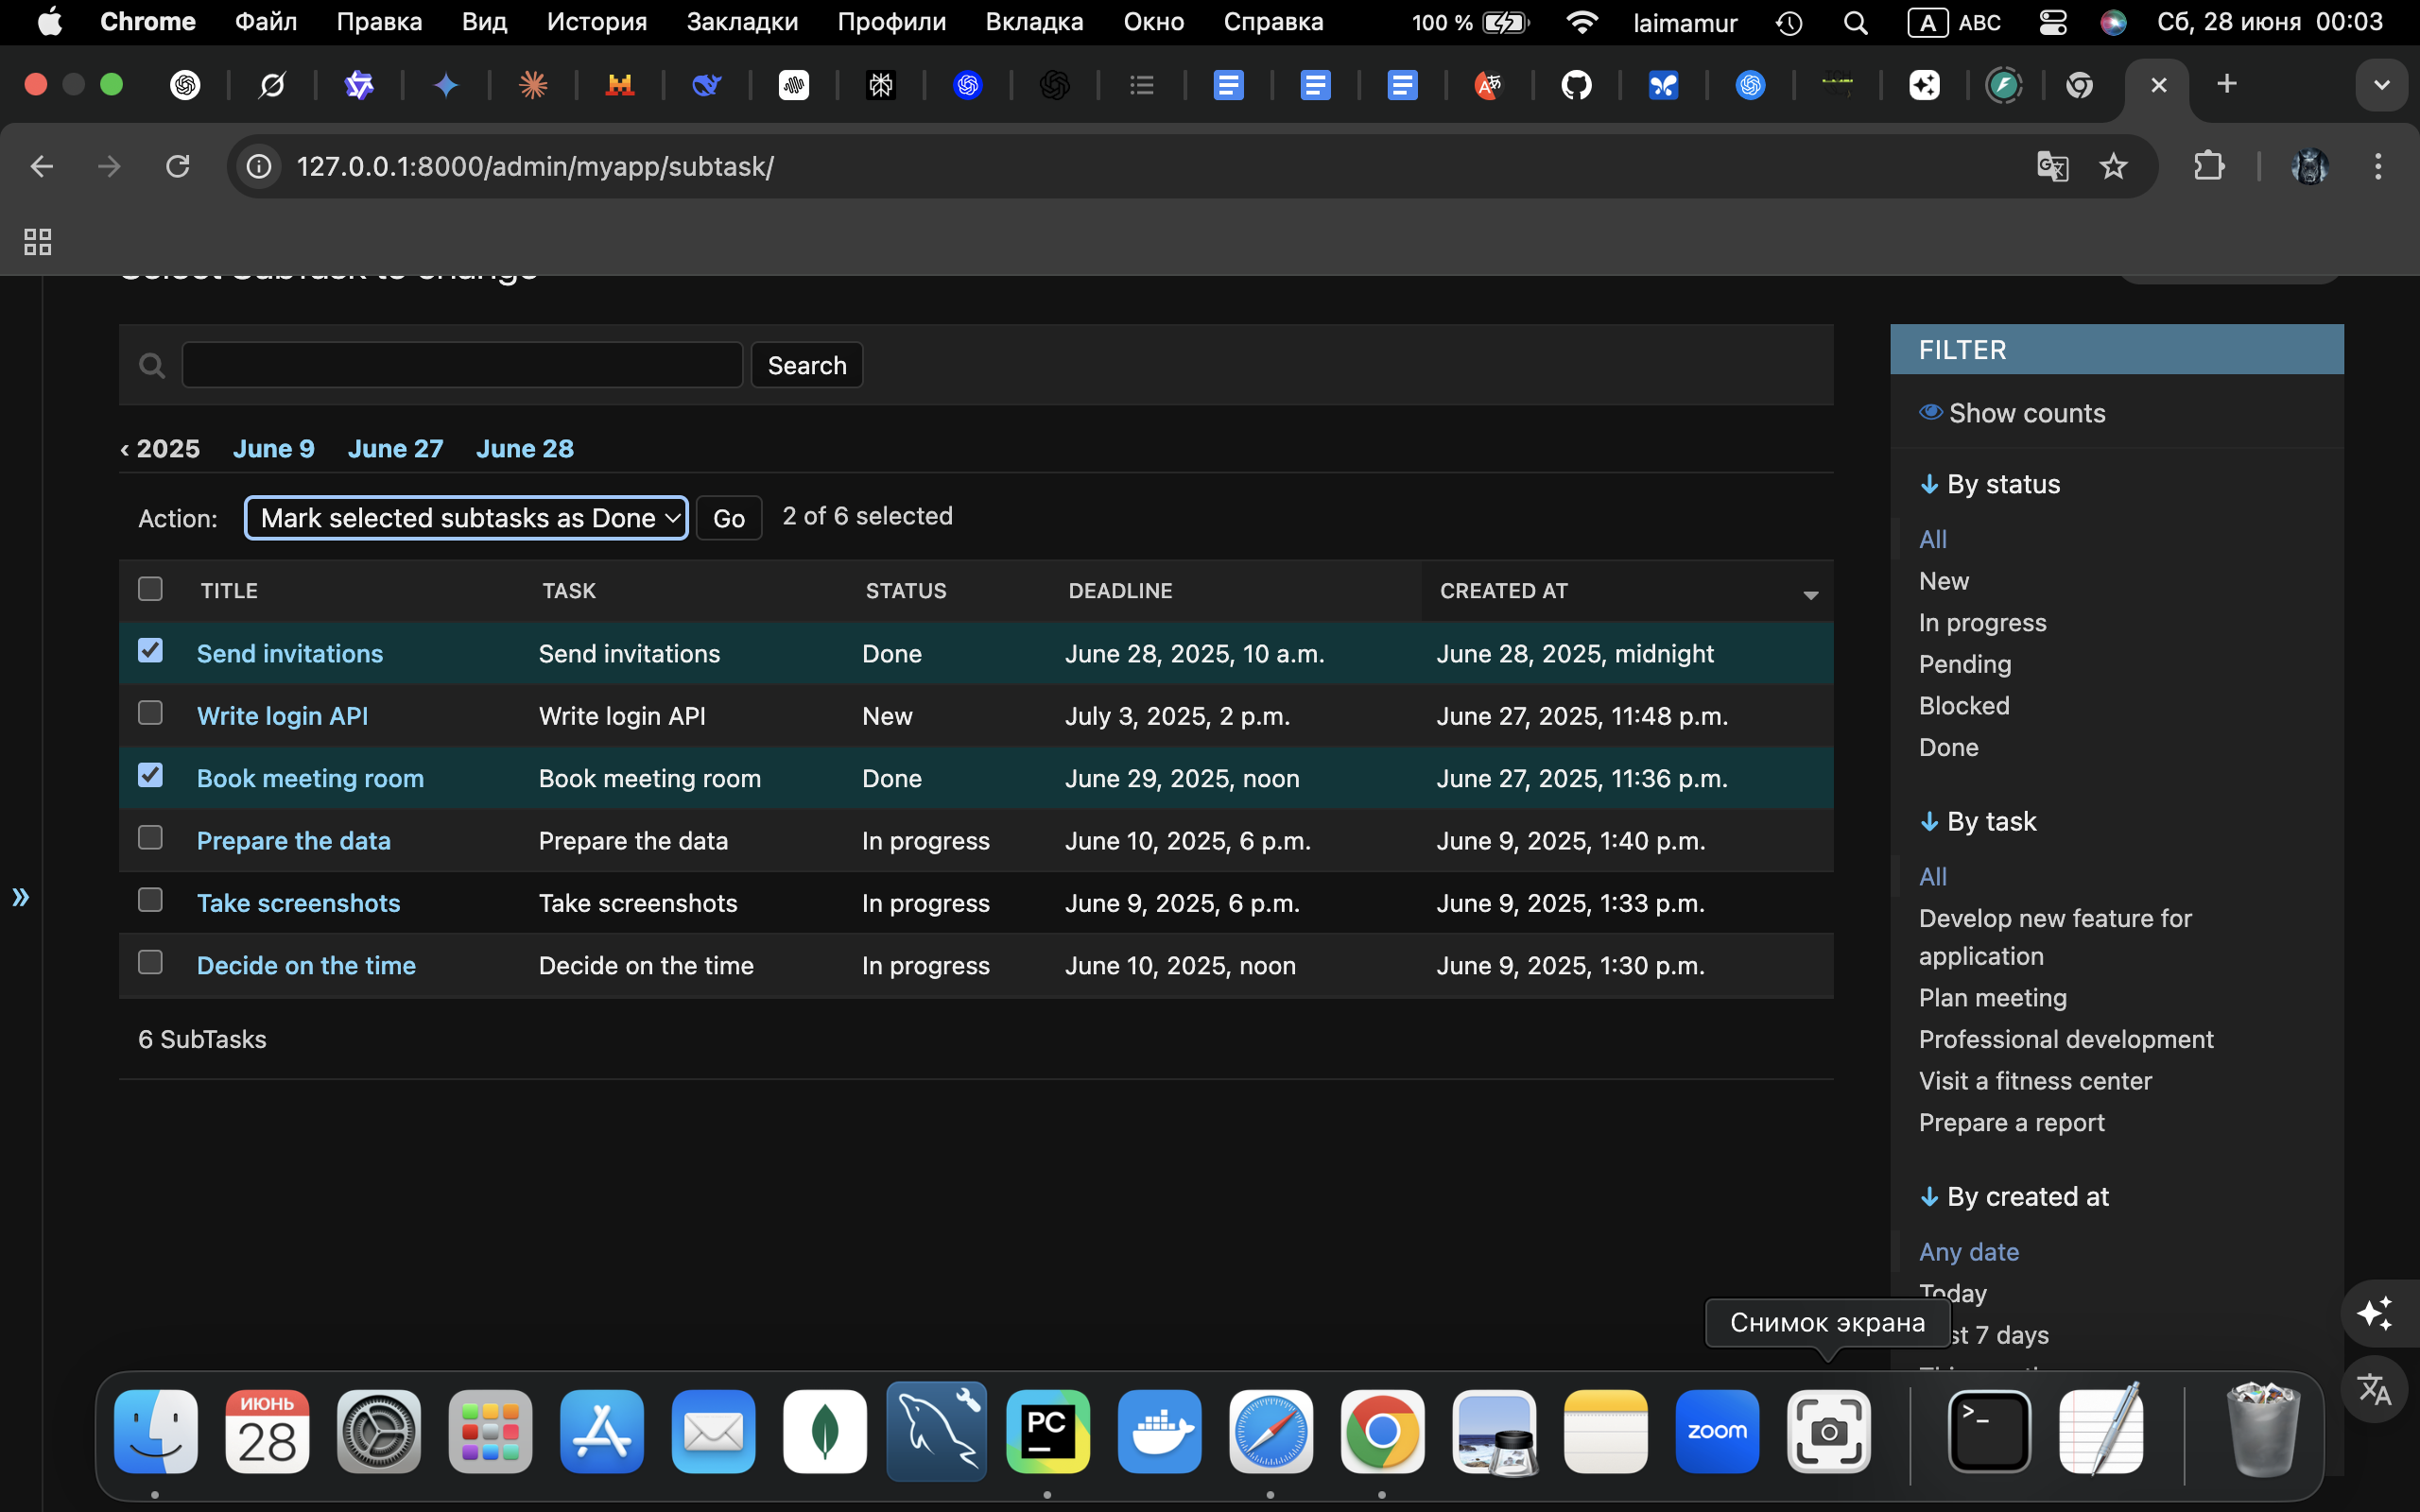 Chrome Файл Правка Вид История Закладки Профили Вкладка Окно Справка 100 % laimamur A ABC Сб, 28 июня 00:03
127.0.0.1:8000/admin/myapp/subtask/
Select SubTask to change
Search
‹ 2025 June 9 June 27 June 28
Action: Mark selected subtasks as Done Go 2 of 6 selected
TITLE TASK STATUS DEADLINE CREATED AT
Send invitations Send invitations Done June 28, 2025, 10 a.m. June 28, 2025, midnight
Write login API Write login API New July 3, 2025, 2 p.m. June 27, 2025, 11:48 p.m.
Book meeting room Book meeting room Done June 29, 2025, noon June 27, 2025, 11:36 p.m.
Prepare the data Prepare the data In progress June 10, 2025, 6 p.m. June 9, 2025, 1:40 p.m.
Take screenshots Take screenshots In progress June 9, 2025, 6 p.m. June 9, 2025, 1:33 p.m.
Decide on the time Decide on the time In progress June 10, 2025, noon June 9, 2025, 1:30 p.m.
6 SubTasks
FILTER
Show counts
By status
All
New
In progress
Pending
Blocked
Done
By task
All
Develop new feature for
application
Plan meeting
Professional development
Visit a fitness center
Prepare a report
By created at
Any date
Today
st 7 days
Снимок экрана
ИЮНЬ
28
PC
zoom